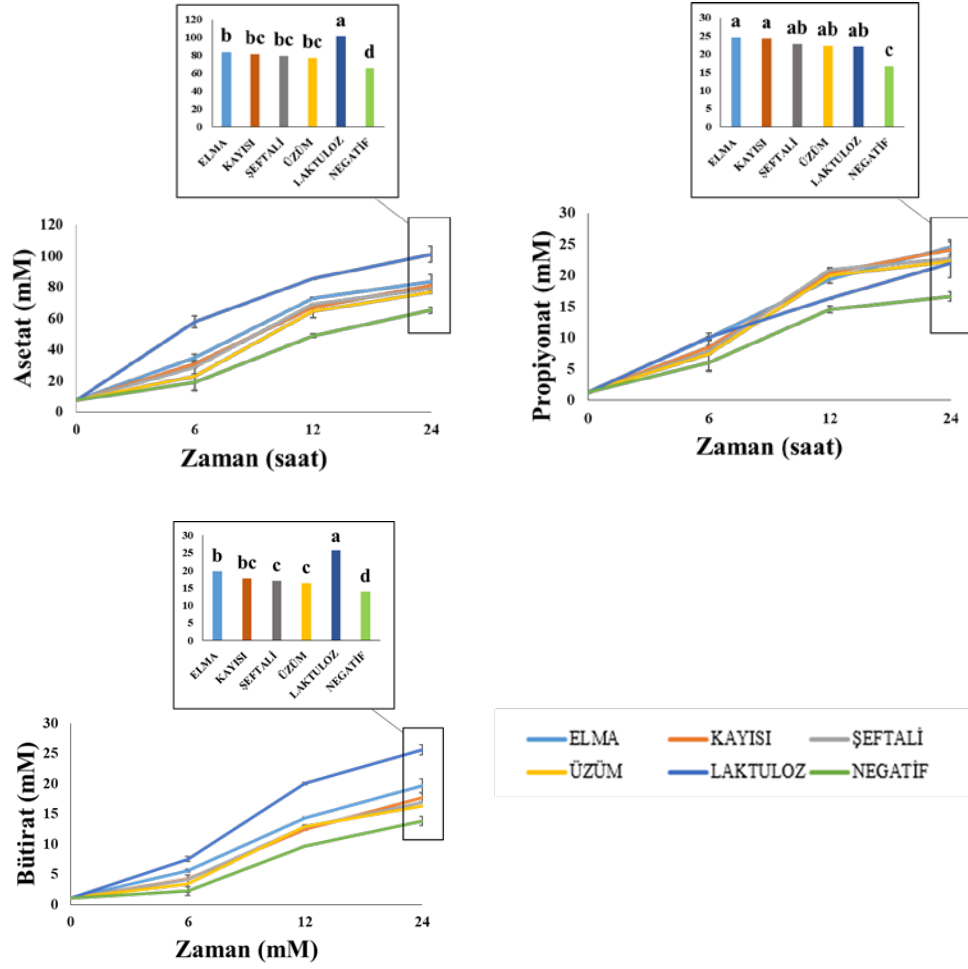 120
100
80
60
40
20
0
b
bc
bc
bc
a
d
ELMA
KAYISI
ŞEFTALİ
ÜZÜM
LAKTULOZ
NEGATİF
Asetat (mM)
120
100
80
60
40
20
0
0
6
12
24
Zaman (saat)
30
25
20
15
10
5
0
a
a
ab
ab
ab
c
ELMA
KAYISI
ŞEFTALİ
ÜZÜM
LAKTULOZ
NEGATİF
Propiyonat (mM)
30
25
20
15
10
5
0
0
6
12
24
Zaman (saat)
30
25
20
15
10
5
0
b
bc
c
c
a
d
ELMA
KAYISI
ŞEFTALİ
ÜZÜM
LAKTULOZ
NEGATİF
Bütirat (mM)
30
25
20
15
10
5
0
0
6
12
24
Zaman (mM)
ELMA KAYISI ŞEFTALİ
ÜZÜM LAKTULOZ NEGATİF